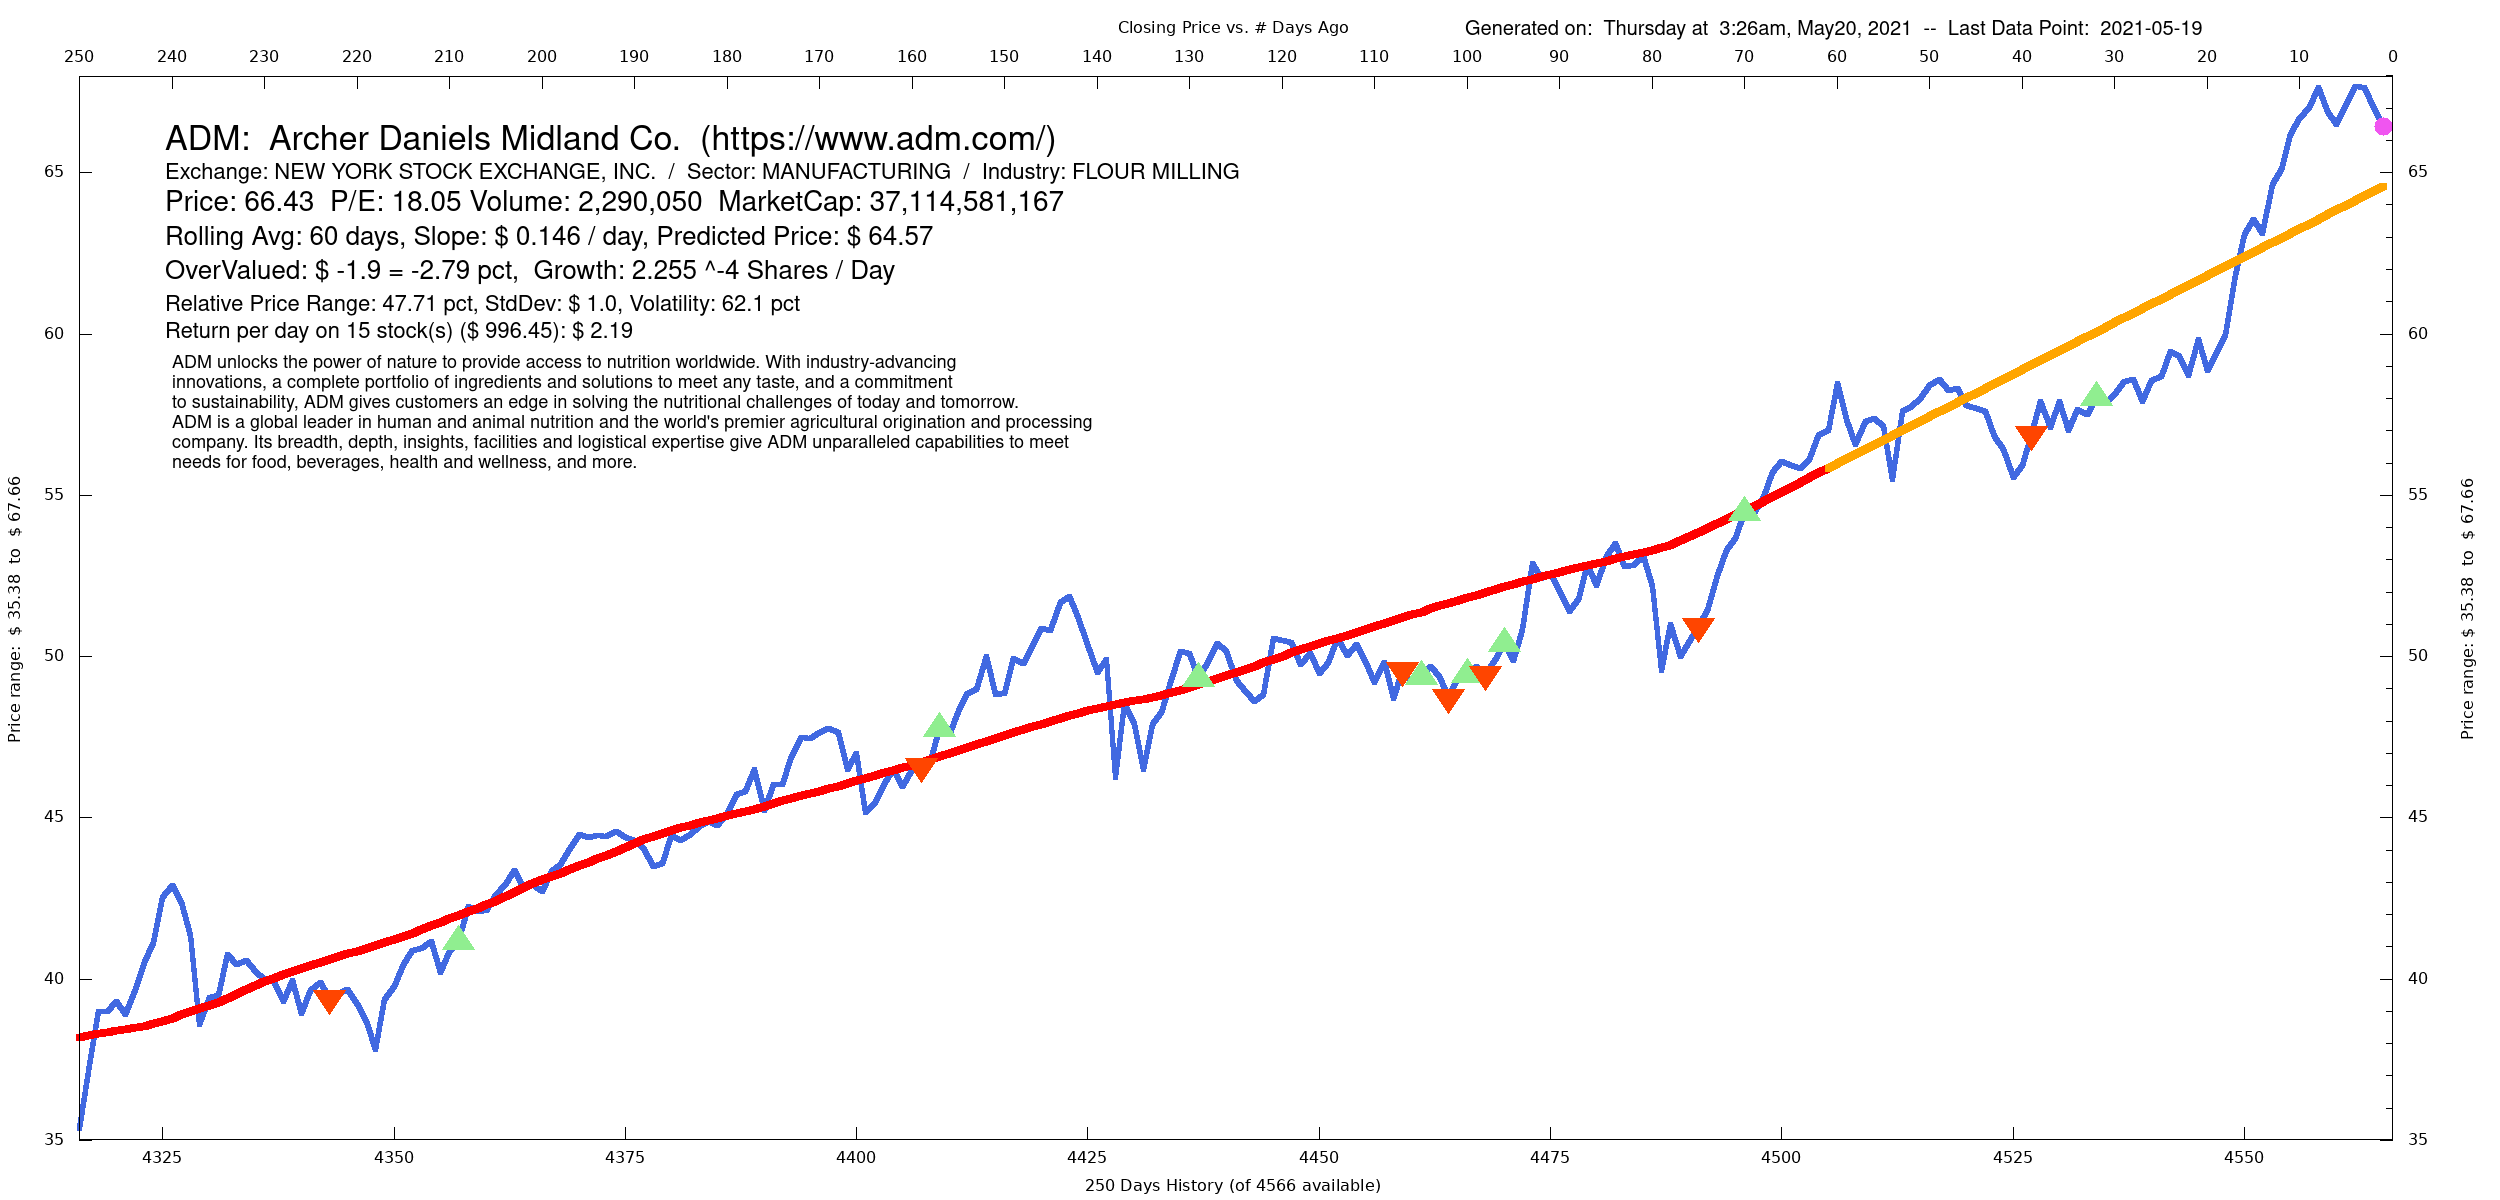 Closing Price vs. # Days Ago
Generated on:  Thursday at  3:26am, May20, 2021  --  Last Data Point:  2021-05-19
250 240 230 220 210 200 190 180 170 160 150 140 130 120 110 100 90 80 70 60 50 40 30 20 10 0
ADM:  Archer Daniels Midland Co.  (https://www.adm.com/)
Exchange: NEW YORK STOCK EXCHANGE, INC.  /  Sector: MANUFACTURING  /  Industry: FLOUR MILLING
Price: 66.43  P/E: 18.05 Volume: 2,290,050  MarketCap: 37,114,581,167
Rolling Avg: 60 days, Slope: $ 0.146 / day, Predicted Price: $ 64.57
OverValued: $ -1.9 = -2.79 pct,  Growth: 2.255 ^-4 Shares / Day
Relative Price Range: 47.71 pct, StdDev: $ 1.0, Volatility: 62.1 pct
Return per day on 15 stock(s) ($ 996.45): $ 2.19
ADM unlocks the power of nature to provide access to nutrition worldwide. With industry-advancing
innovations, a complete portfolio of ingredients and solutions to meet any taste, and a commitment
to sustainability, ADM gives customers an edge in solving the nutritional challenges of today and tomorrow.
ADM is a global leader in human and animal nutrition and the world's premier agricultural origination and processing
company. Its breadth, depth, insights, facilities and logistical expertise give ADM unparalleled capabilities to meet
needs for food, beverages, health and wellness, and more.
Price range:  $  35.38  to  $  67.66
65
60
55
50
45
40
35
65
60
55
50
45
40
35
Price range: $  35.38  to  $  67.66
4325 4350 4375 4400 4425 4450 4475 4500 4525 4550
250 Days History (of 4566 available)